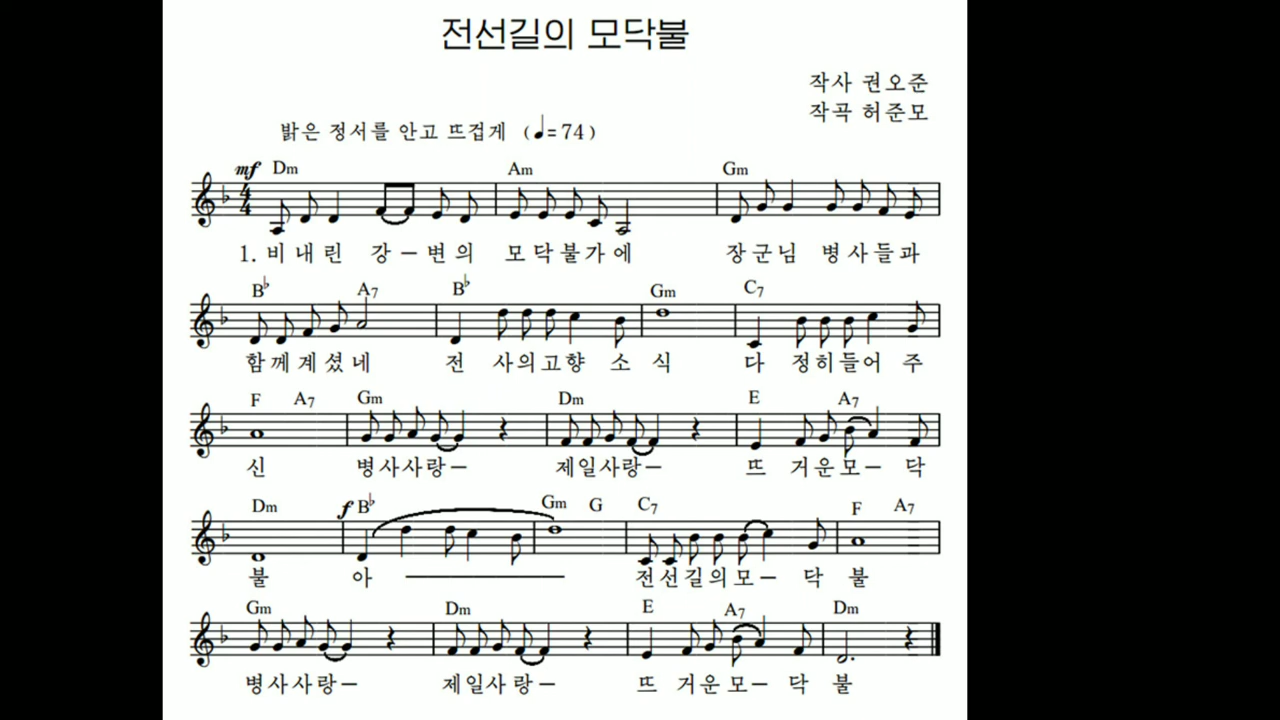 전선길의 모닥불
작사 권오준
작곡 허준모
밝은 정서를 안고 뜨겁게 (♩=74)
mf Dm Am Gm
4/4
1. 비내린 강–변의 모닥불가에 장군님 병사들과
B♭ A7 B♭ Gm C7
함께계셨네 전 사의고향 소식 다 정히들어 주
F A7 Gm Dm E A7
신 병사사랑– 제일사랑– 뜨 거운모– 닥
Dm f B♭ Gm G C7 F A7
불 아 ————— 전선길의모– 닥 불
Gm Dm E A7 Dm
병사사랑– 제일사랑– 뜨 거운모– 닥 불